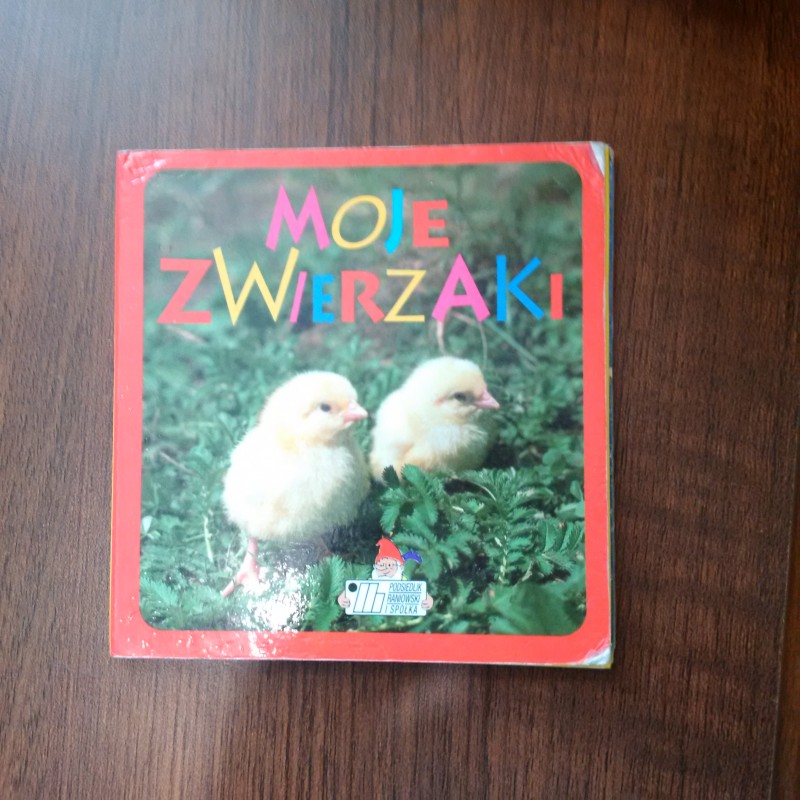 MOJE
ZWIERZAKI
PODSIEDLIK
RANIOWSKI
I SPÓŁKA